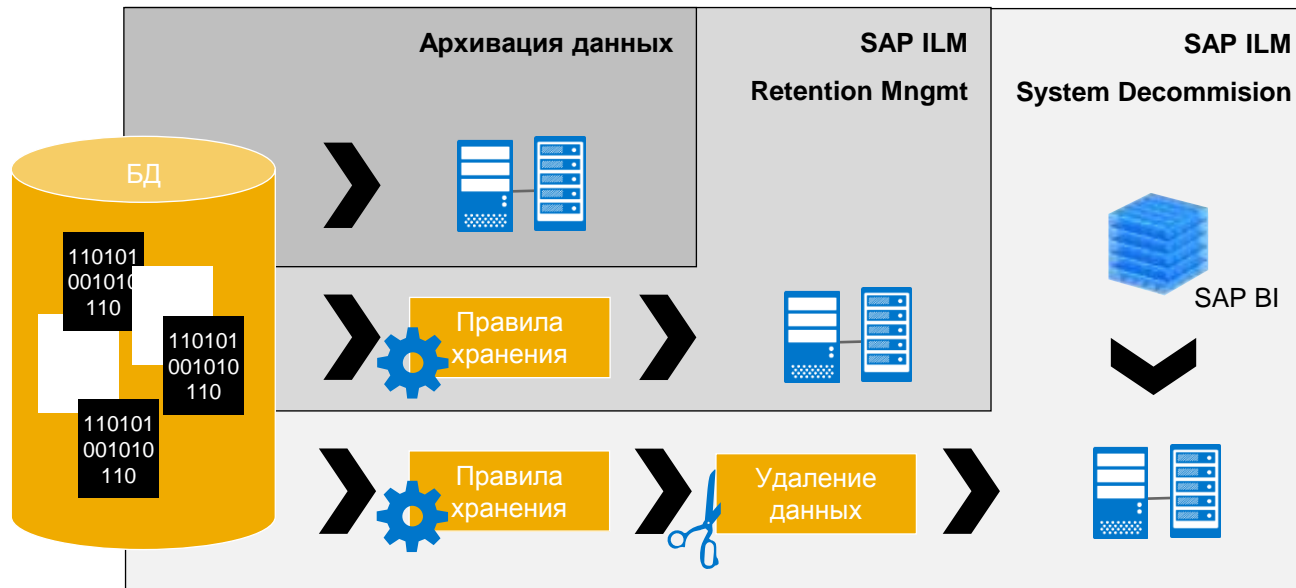 Архивация данных
SAP ILM
Retention Mngmt
SAP ILM
System Decommision
БД
110101
001010
110
110101
001010
110
110101
001010
110
Правила
хранения
SAP BI
Правила
хранения
Удаление
данных